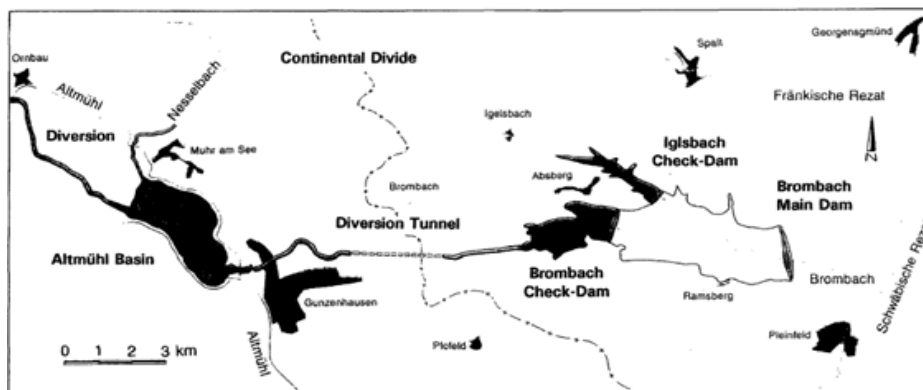 Georgensgmünd
Spalt
Ornbau
Continental Divide
Altmühl
Nesselbach
Fränkische Rezat
Igelsbach
Diversion
Muhr am See
Iglsbach
Check-Dam
N
Absberg
Brombach
Brombach
Main Dam
Diversion Tunnel
Altmühl Basin
Brombach
Check-Dam
Brombach
Ramsberg
Gunzenhausen
Schwäbische Rezat
Altmühl
Plofeld
Pleinfeld
0 1 2 3 km